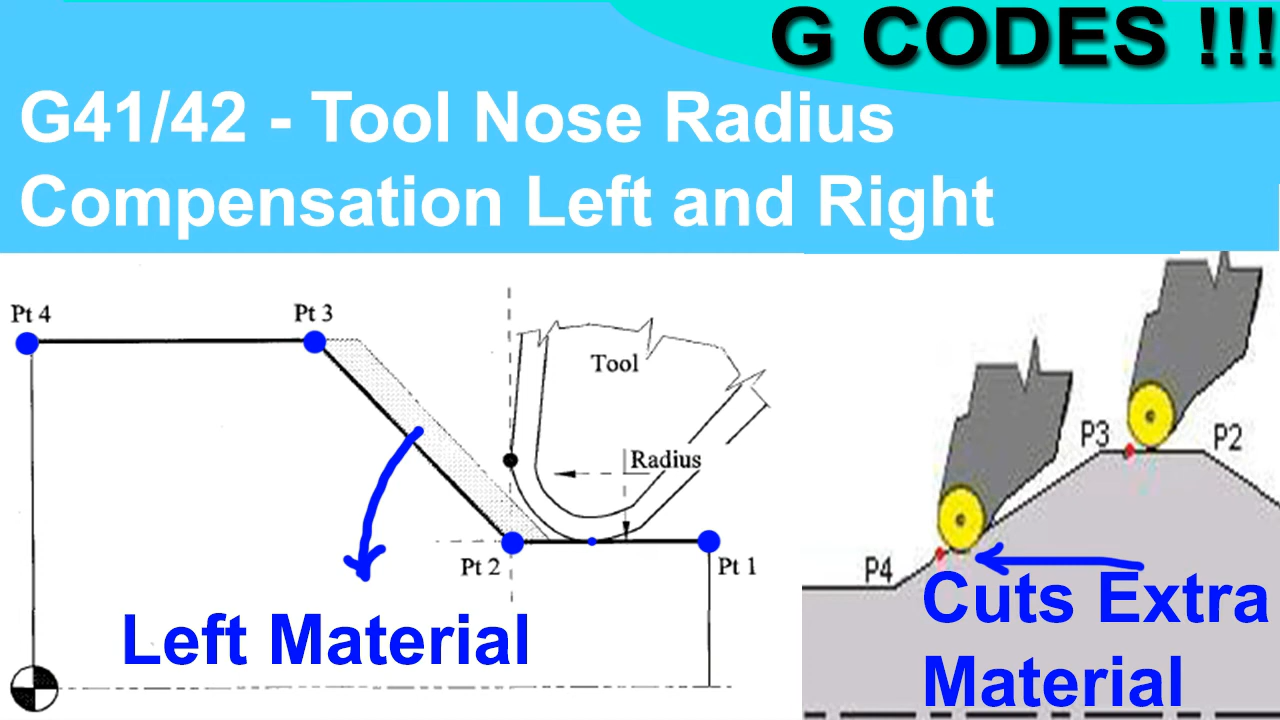 G CODES !!!
G41/42 - Tool Nose Radius
Compensation Left and Right
Pt 4
Pt 3
Tool
Radius
Pt 2
Pt 1
Left Material
P3
P2
P4
Cuts Extra
Material